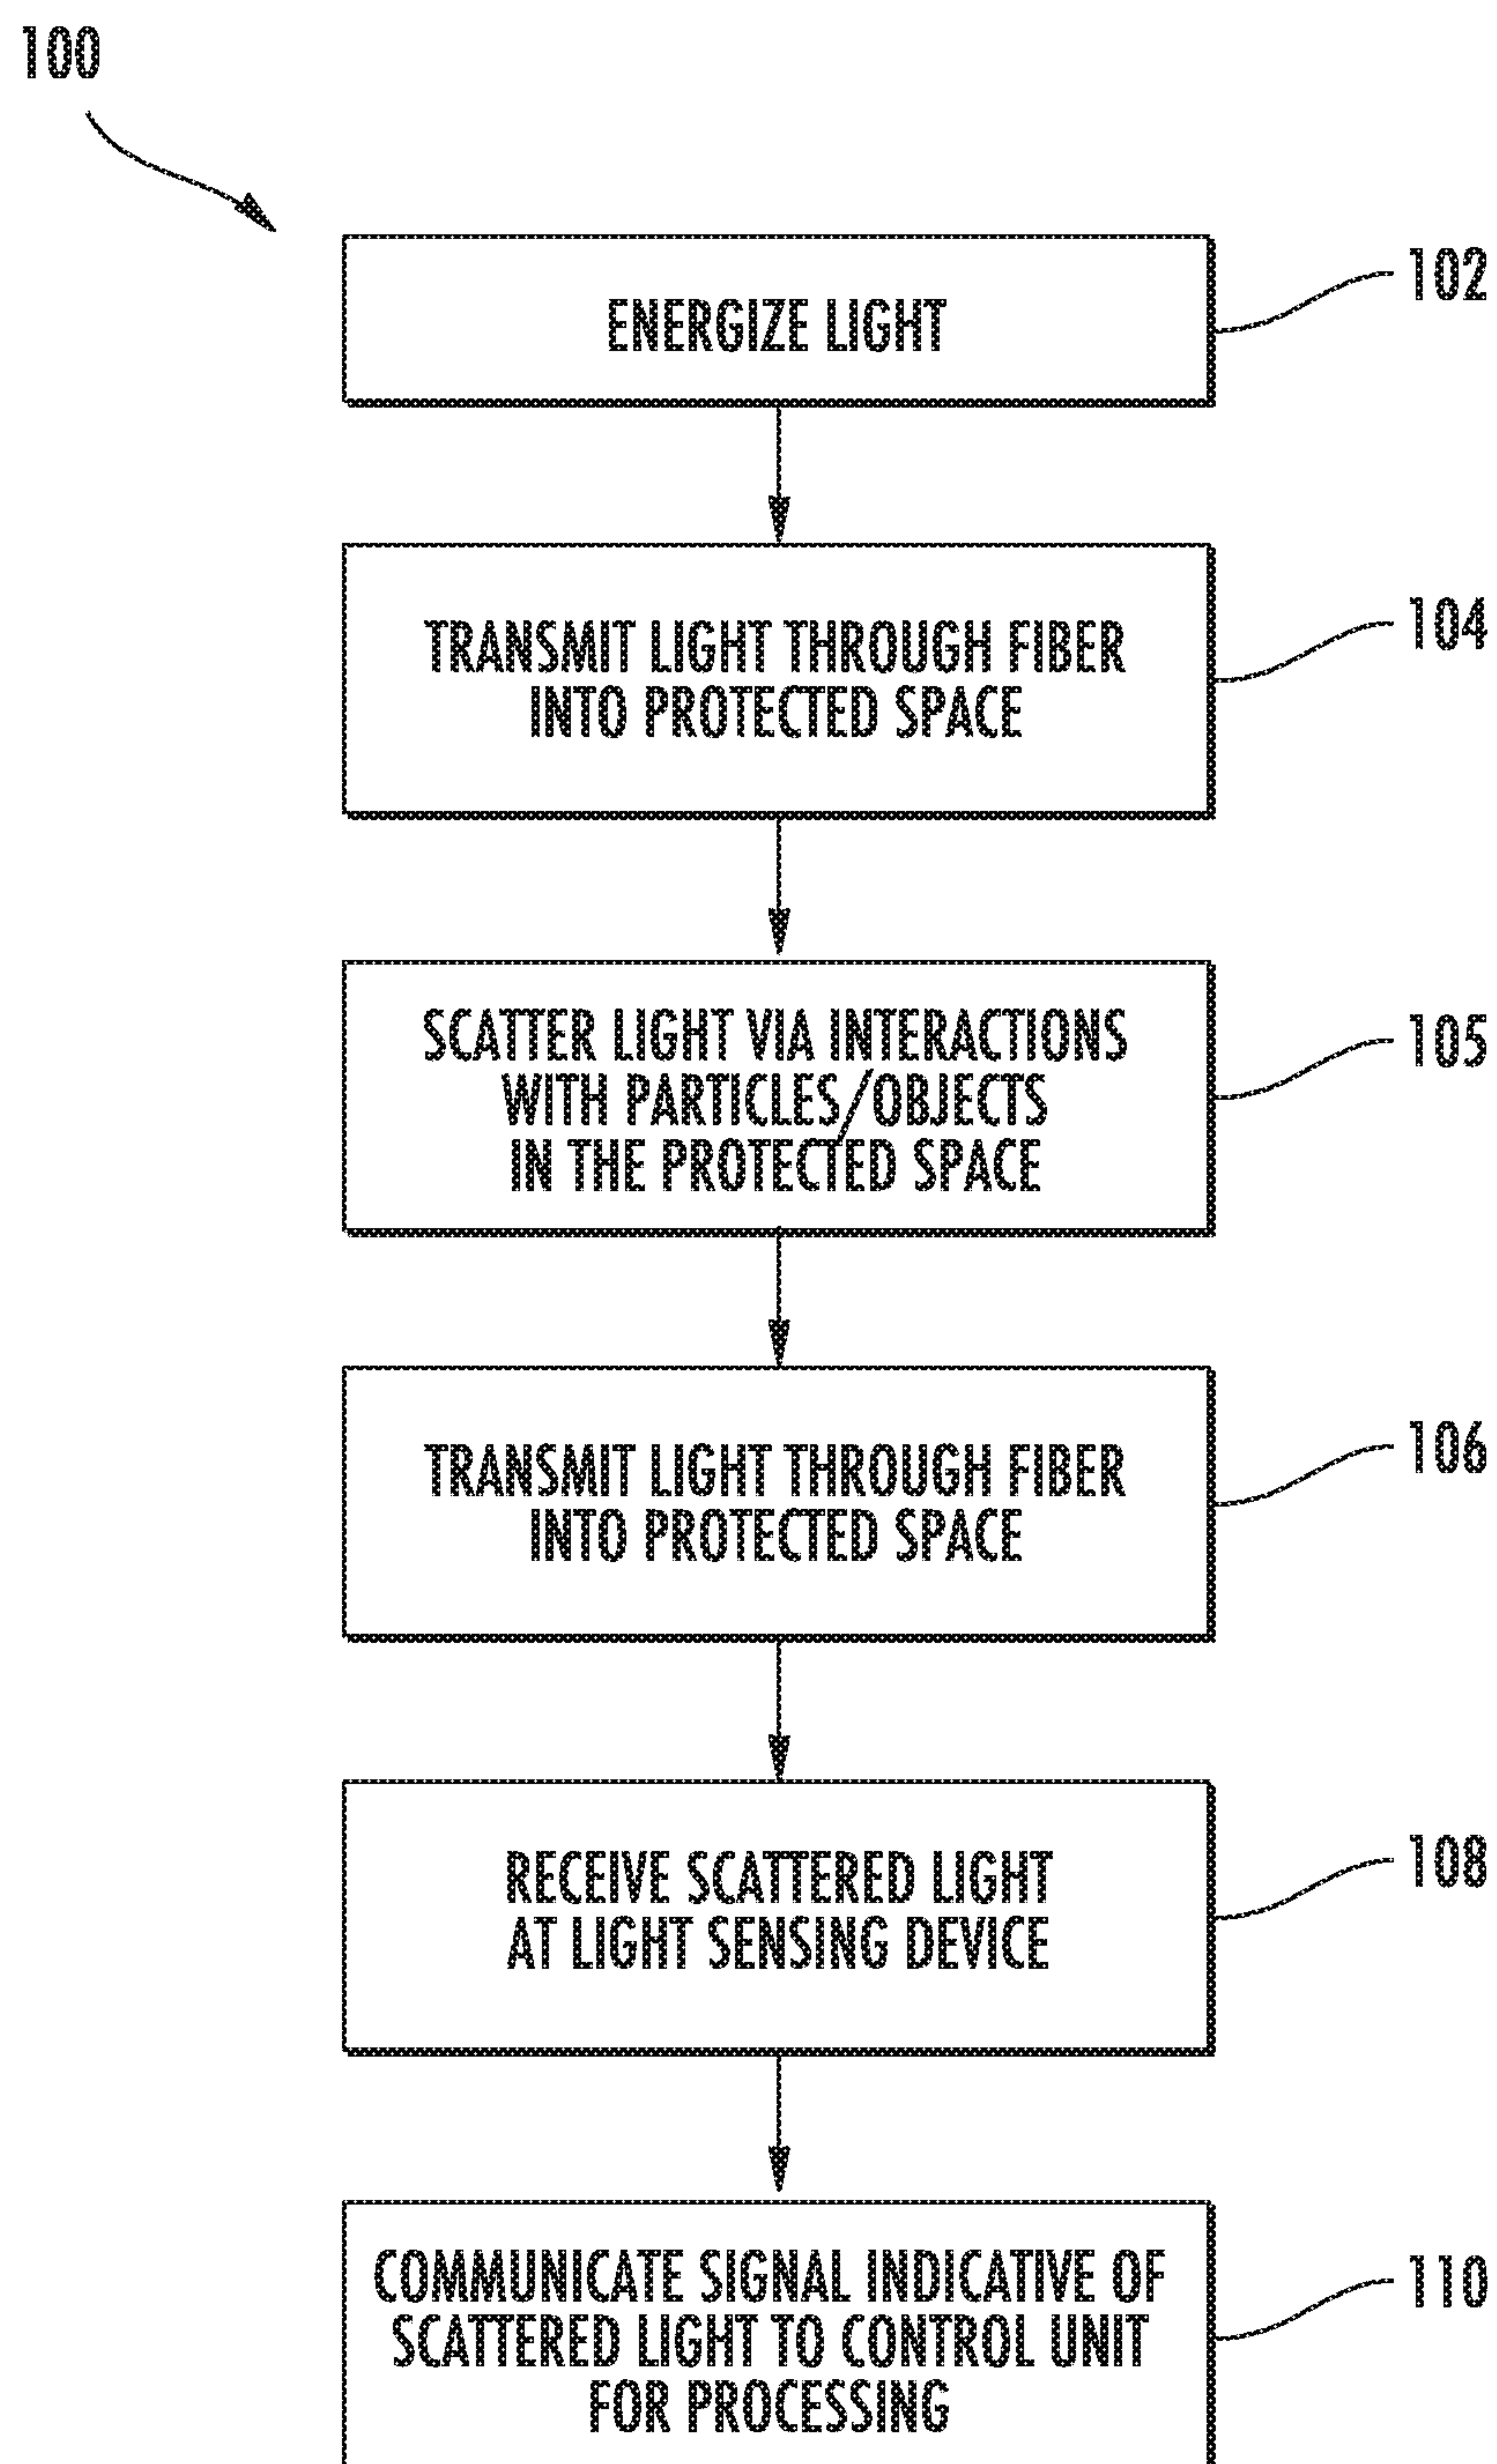 100
ENERGIZE LIGHT
102
TRANSMIT LIGHT THROUGH FIBER
INTO PROTECTED SPACE
104
SCATTER LIGHT VIA INTERACTIONS
WITH PARTICLES/OBJECTS
IN THE PROTECTED SPACE
105
TRANSMIT LIGHT THROUGH FIBER
INTO PROTECTED SPACE
106
RECEIVE SCATTERED LIGHT
AT LIGHT SENSING DEVICE
108
COMMUNICATE SIGNAL INDICATIVE OF
SCATTERED LIGHT TO CONTROL UNIT
FOR PROCESSING
110